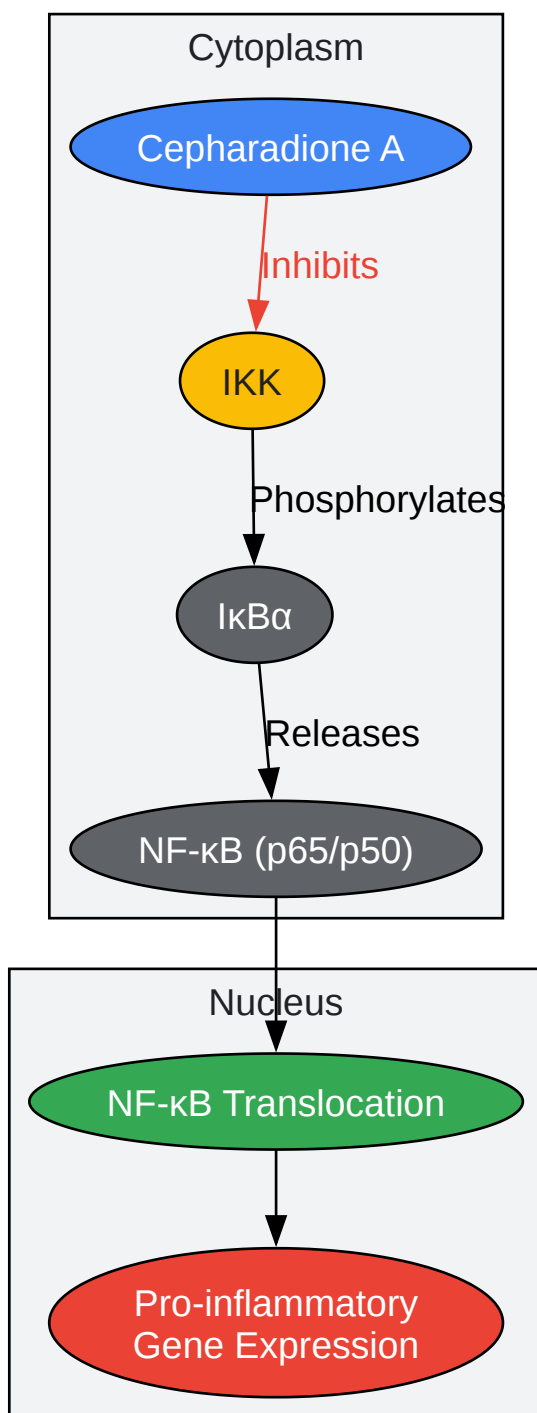 Cytoplasm
Cepharadione A
Inhibits
IKK
Phosphorylates
IκBα
Releases
NF-κB (p65/p50)
Nucleus
NF-κB Translocation
Pro-inflammatory
Gene Expression